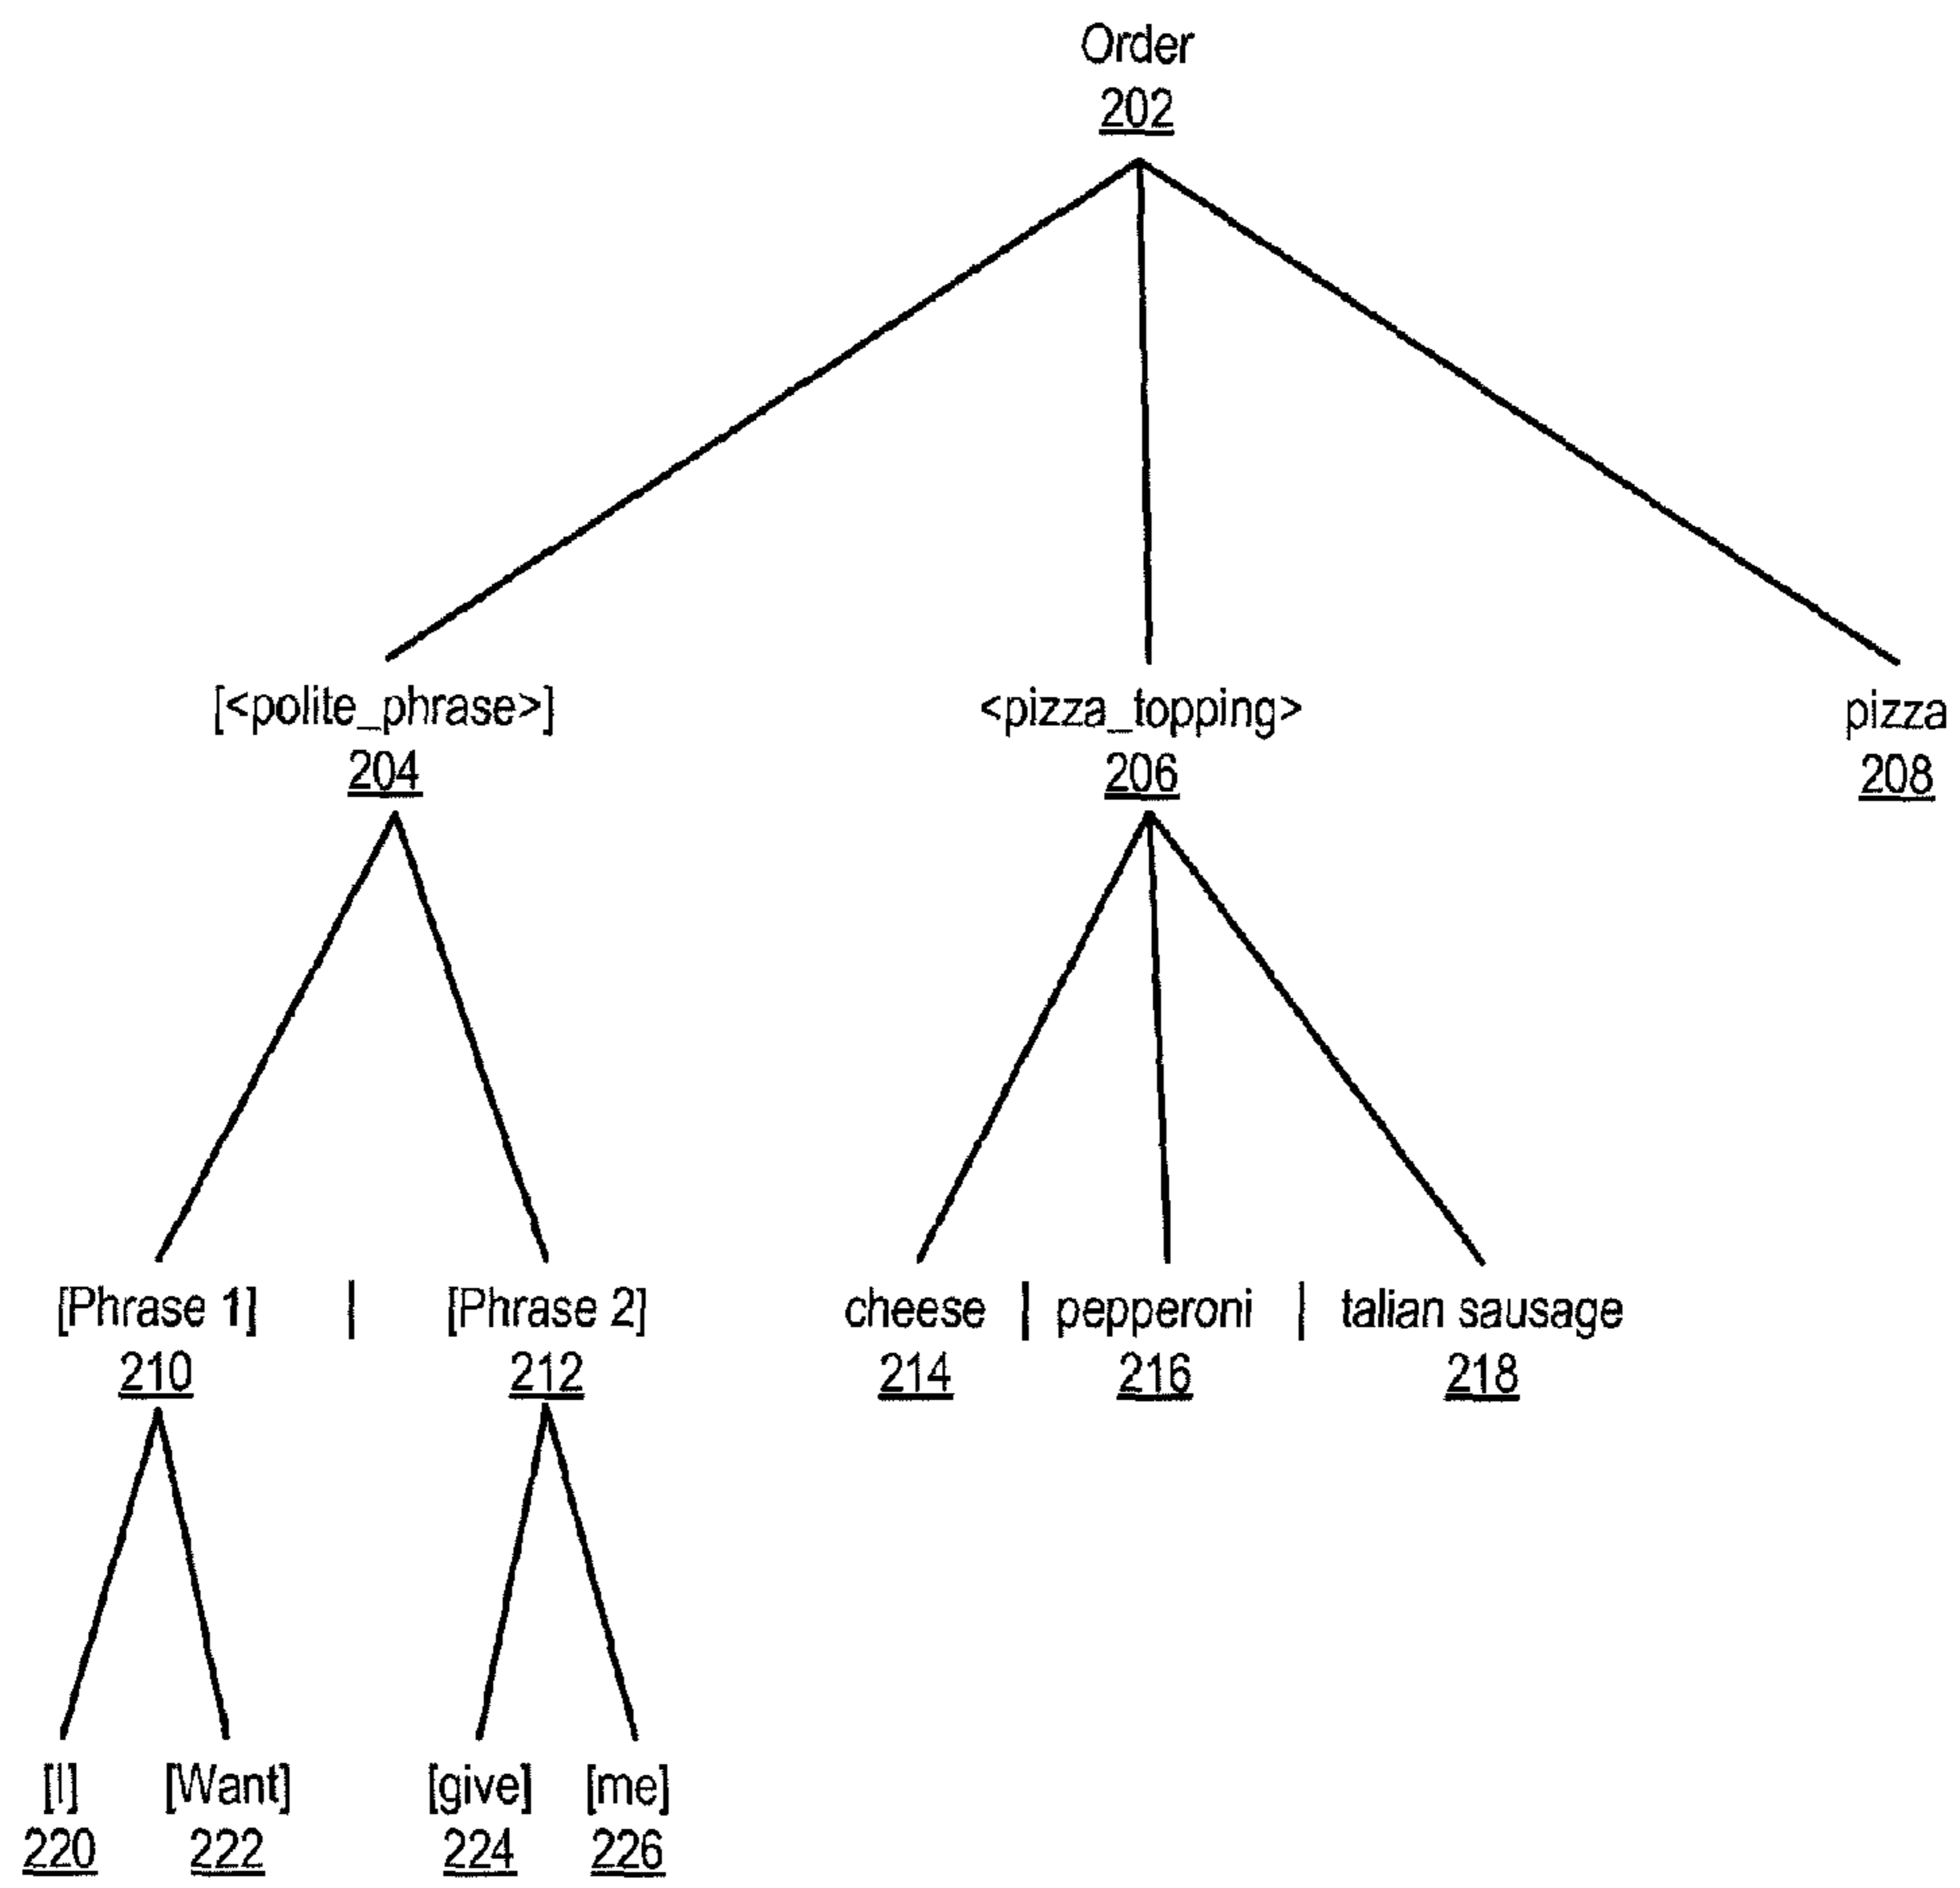 Order
202
[<polite_phrase>] <pizza_topping> pizza
204 206 208
[Phrase 1] | [Phrase 2] cheese | pepperoni | talian sausage
210 212 214 216 218
[I] [Want] [give] [me]
220 222 224 226